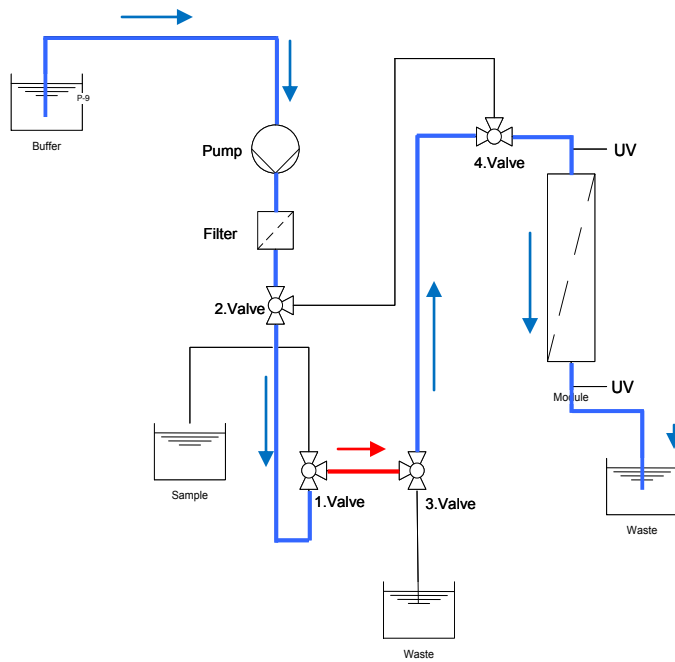 P-9
Buffer
Pump
UV
4.Valve
Filter
2.Valve
UV
Module
Sample
1.Valve
3.Valve
Waste
Waste